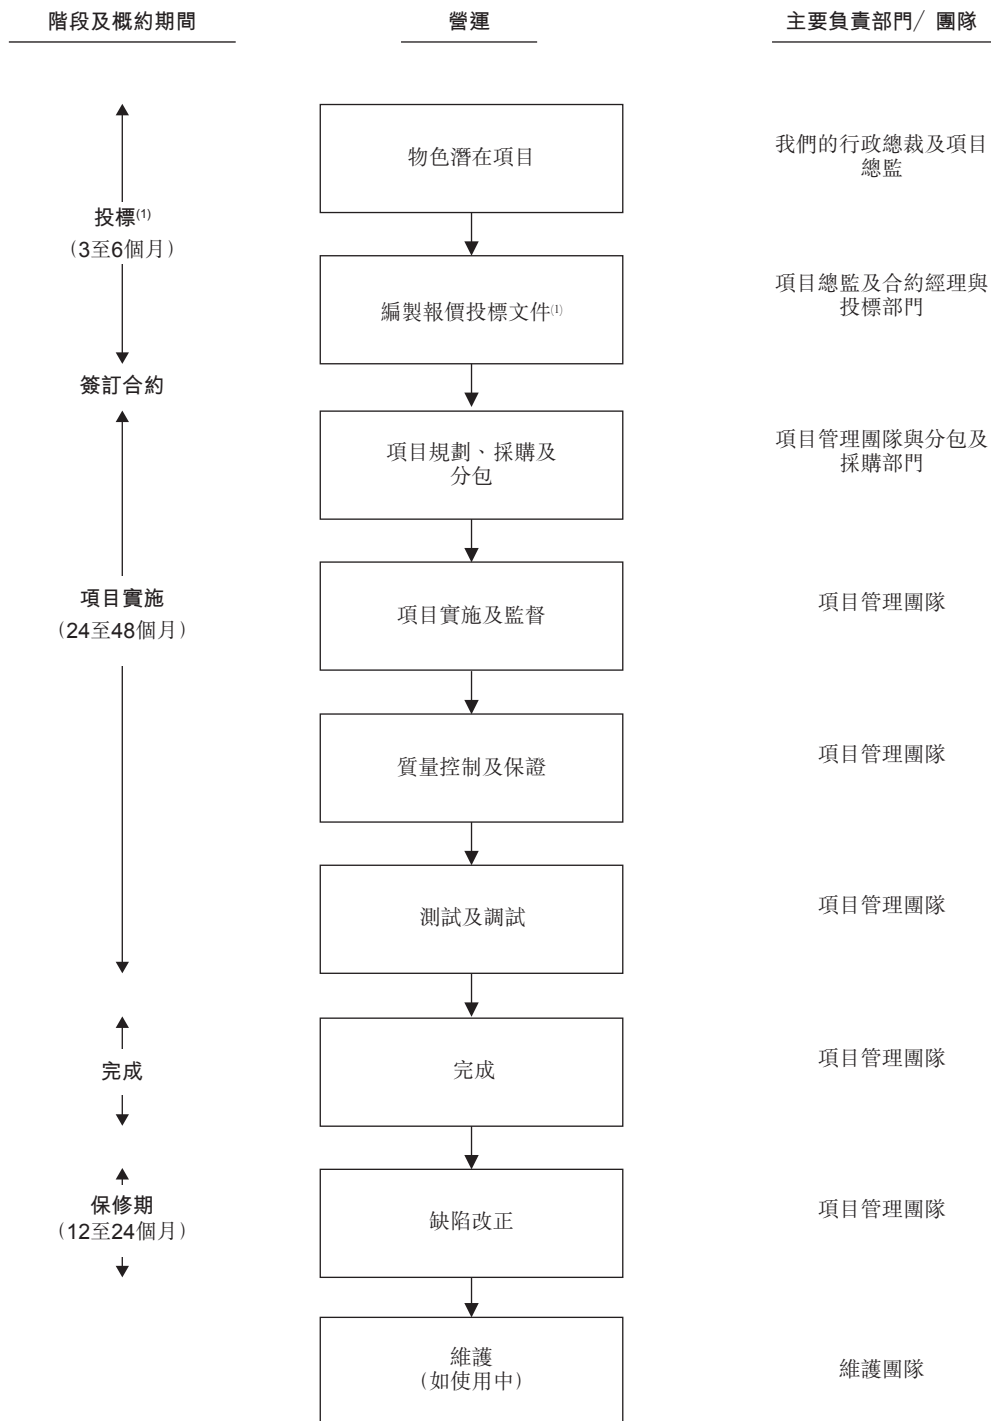 階段及概約期間
營運
主要負責部門/ 團隊
物色潛在項目
我們的行政總裁及項目
總監
投標(1)
(3至6個月)
編製報價投標文件(1)
項目總監及合約經理與
投標部門
簽訂合約
項目規劃、採購及
分包
項目管理團隊與分包及
採購部門
項目實施
(24至48個月)
項目實施及監督
項目管理團隊
質量控制及保證
項目管理團隊
測試及調試
項目管理團隊
完成
完成
項目管理團隊
保修期
(12至24個月)
缺陷改正
項目管理團隊
維護
(如使用中)
維護團隊